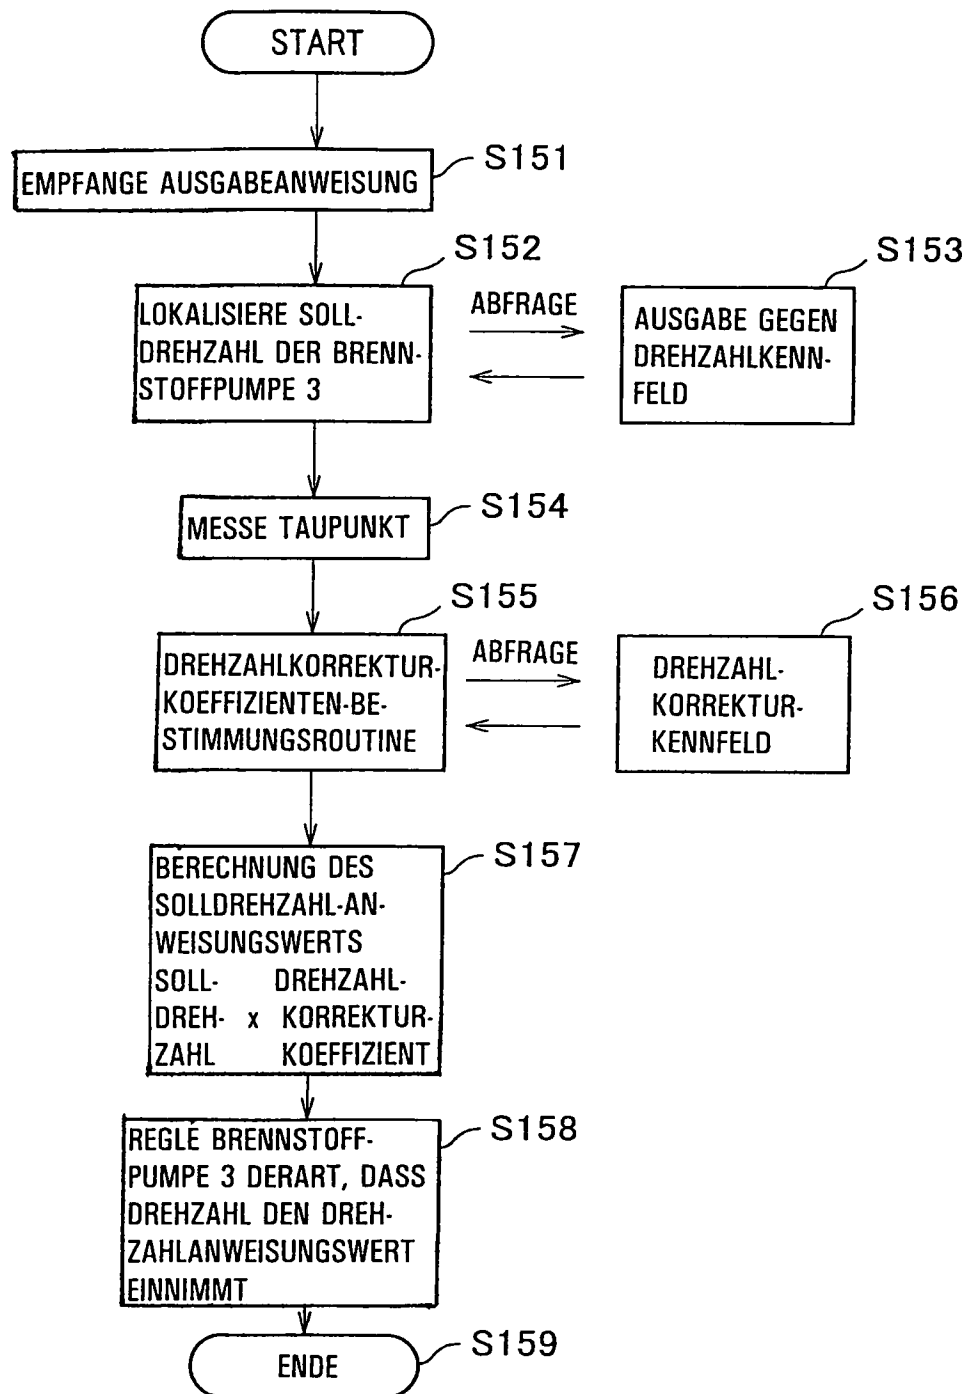 START
S151
EMPFANGE AUSGABEANWEISUNG
S152
LOKALISIERE SOLL-
DREHZAHL DER BRENN-
STOFFPUMPE 3
ABFRAGE
S153
AUSGABE GEGEN
DREHZAHLKENN-
FELD
S154
MESSE TAUPUNKT
S155
DREHZAHLKORREKTUR-
KOEFFIZIENTEN-BE-
STIMMUNGSROUTINE
ABFRAGE
S156
DREHZAHL-
KORREKTUR-
KENNFELD
S157
BERECHNUNG DES
SOLLDREHZAHL-AN-
WEISUNGSWERTS
SOLL- DREHZAHL-
DREH- x KORREKTUR-
ZAHL KOEFFIZIENT
S158
REGLE BRENNSTOFF-
PUMPE 3 DERART, DASS
DREHZAHL DEN DREH-
ZAHLANWEISUNGSWERT
EINNIMMT
S159
ENDE